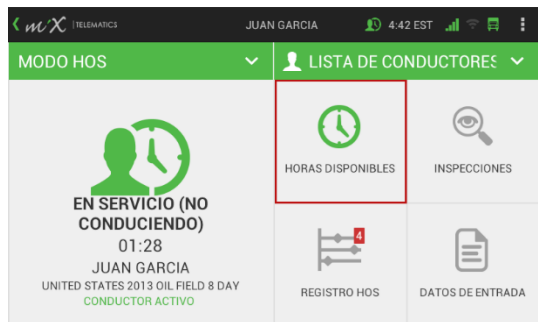 mix TELEMATICS JUAN GARCIA 4:42 EST
MODO HOS
LISTA DE CONDUCTORES
HORAS DISPONIBLES
INSPECCIONES
EN SERVICIO (NO
CONDUCIENDO)
01:28
JUAN GARCIA
UNITED STATES 2013 OIL FIELD 8 DAY
CONDUCTOR ACTIVO
4
REGISTRO HOS
DATOS DE ENTRADA